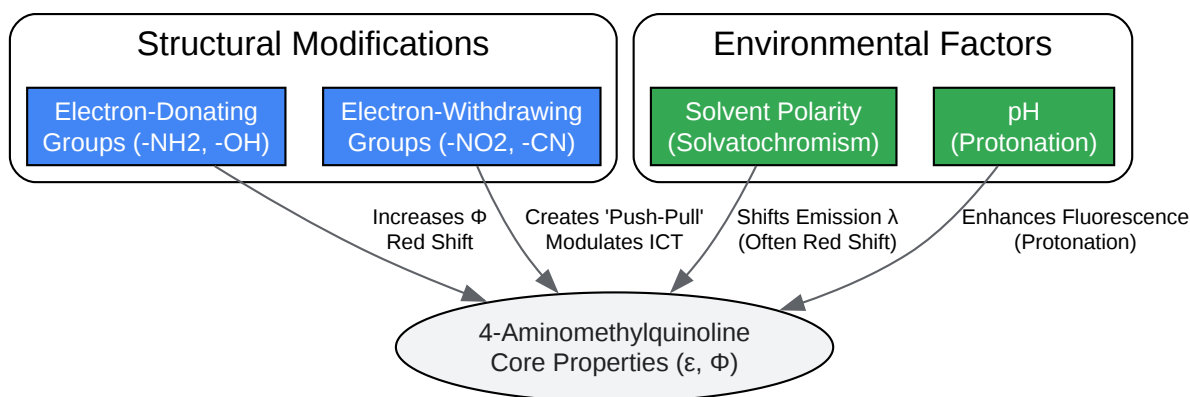 Structural Modifications
Environmental Factors
Electron-Donating
Groups (-NH2, -OH)
Electron-Withdrawing
Groups (-NO2, -CN)
Solvent Polarity
(Solvatochromism)
pH
(Protonation)
Increases Φ
Red Shift
Creates 'Push-Pull'
Modulates ICT
Shifts Emission λ
(Often Red Shift)
Enhances Fluorescence
(Protonation)
4-Aminomethylquinoline
Core Properties (ε, Φ)